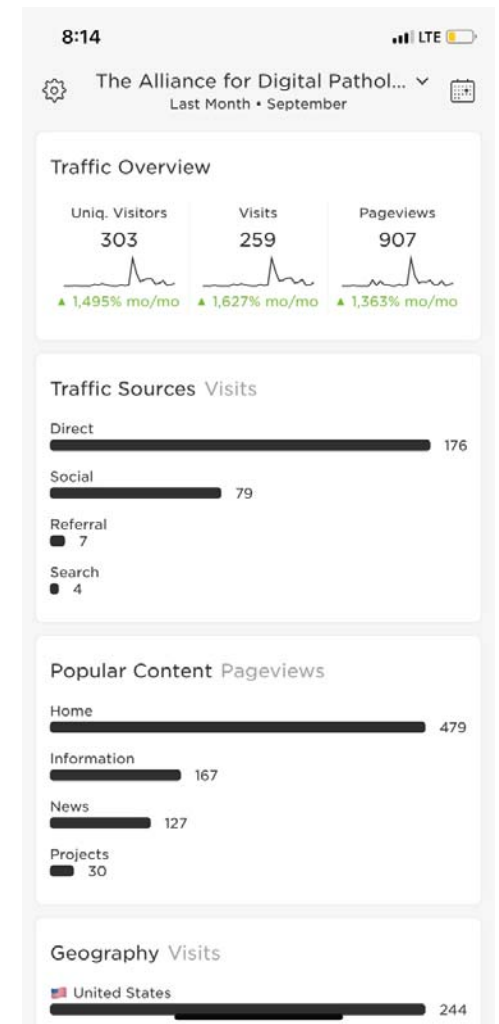 8:14
LTE
The Alliance for Digital Pathol...
Last Month • September
Traffic Overview
Uniq. Visitors Visits Pageviews
303 259 907
▲ 1,495% mo/mo ▲ 1,627% mo/mo ▲ 1,363% mo/mo
Traffic Sources Visits
Direct
176
Social
79
Referral
7
Search
4
Popular Content Pageviews
Home
479
Information
167
News
127
Projects
30
Geography Visits
United States
244